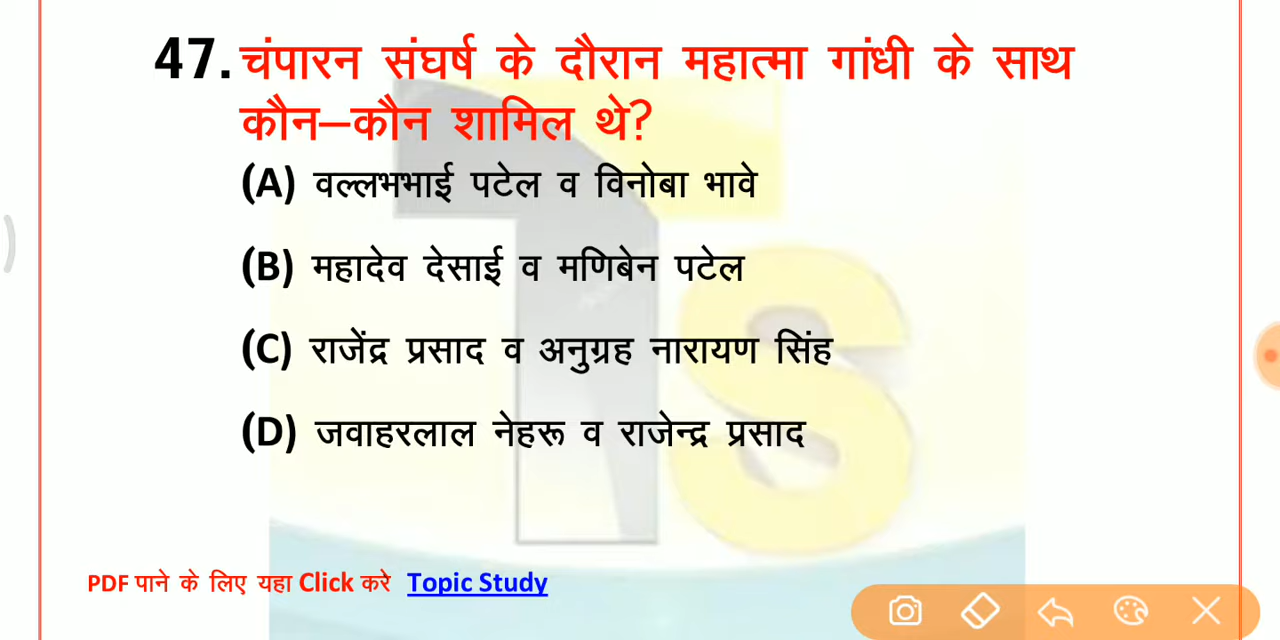 47. चंपारन संघर्ष के दौरान महात्मा गांधी के साथ
कौन–कौन शामिल थे?
(A) वल्लभभाई पटेल व विनोबा भावे
(B) महादेव देसाई व मणिबेन पटेल
(C) राजेंद्र प्रसाद व अनुग्रह नारायण सिंह
(D) जवाहरलाल नेहरू व राजेन्द्र प्रसाद
PDF पाने के लिए यहा Click करे Topic Study